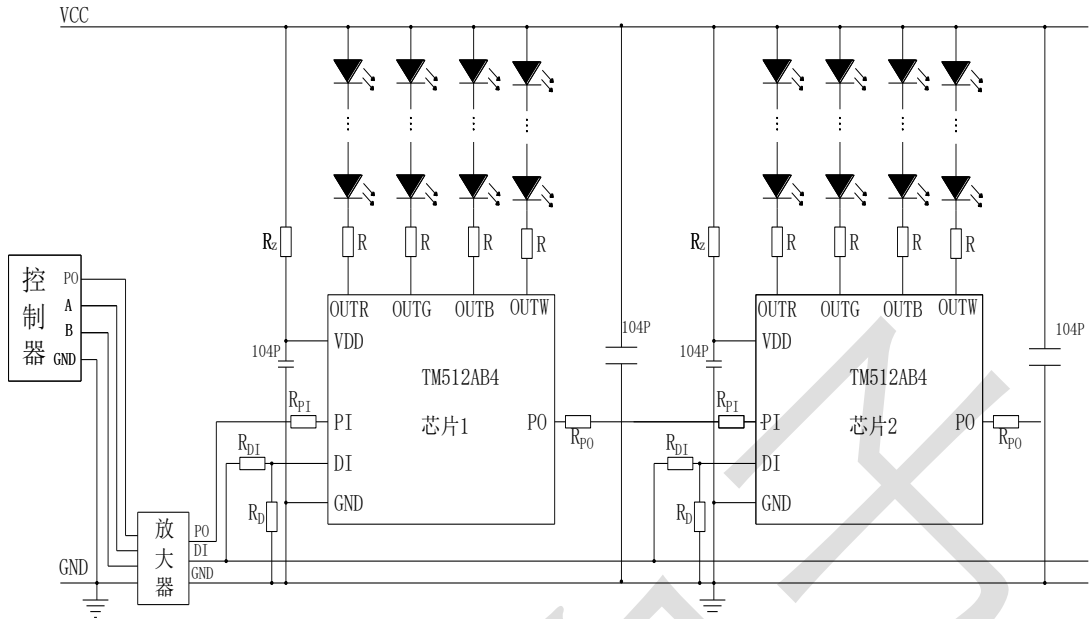 VCC
Rz
R
R
R
R
Rz
R
R
R
R
控制器
PO
A
B
GND
OUTR
OUTG
OUTB
OUTW
OUTR
OUTG
OUTB
OUTW
104P
VDD
104P
104P
VDD
104P
TM512AB4
TM512AB4
RPI
PI
芯片1
PO
RPO
RPI
PI
芯片2
PO
RPO
RDI
DI
RDI
DI
RD
GND
RD
GND
放大器
PO
DI
GND
GND
子